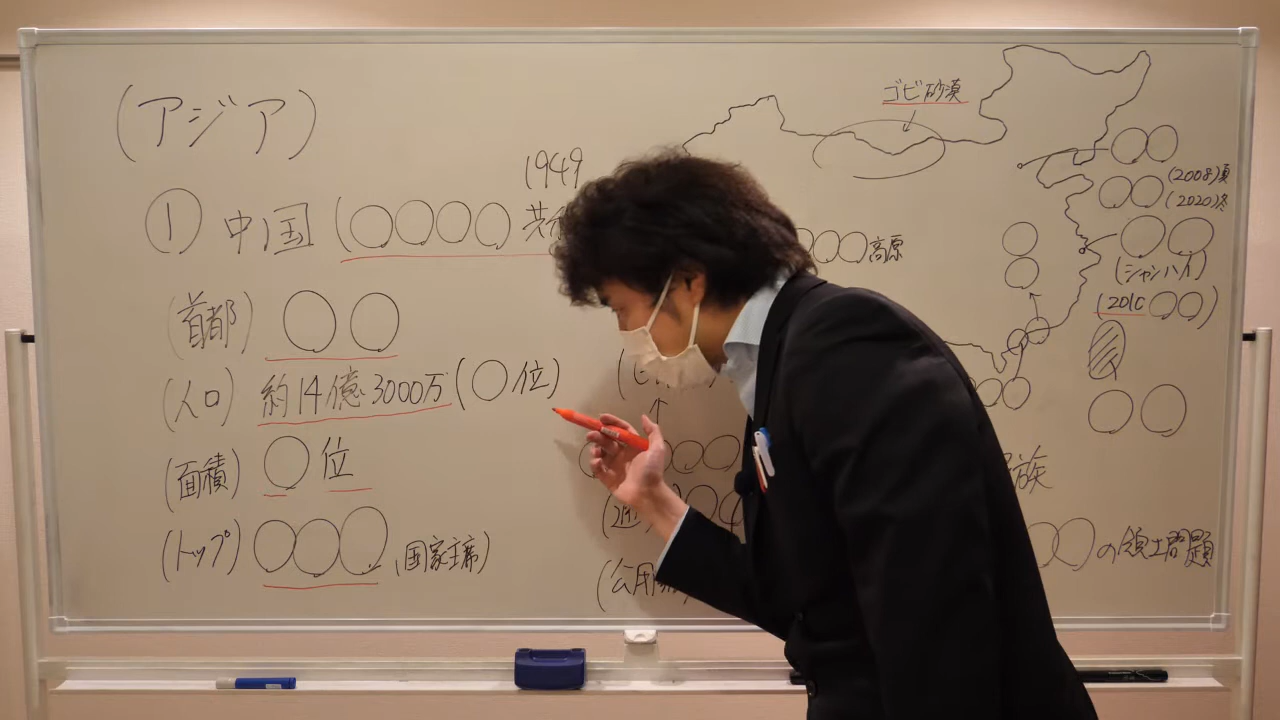 (アジア)
1949
① 中国 (○○○○ 共
(首都) ○○
(人口) 約14億3000万 (○位)
(面積) ○位
(トップ) ○○○ (国家主席)
ゴビ砂漠
○○
(2008)夏
○○ (2020)冬
○○○高原
○○
○○
(シャンハイ)
(2010 ○○)
○○
○○
○○○
(公用
族
○○の領土問題